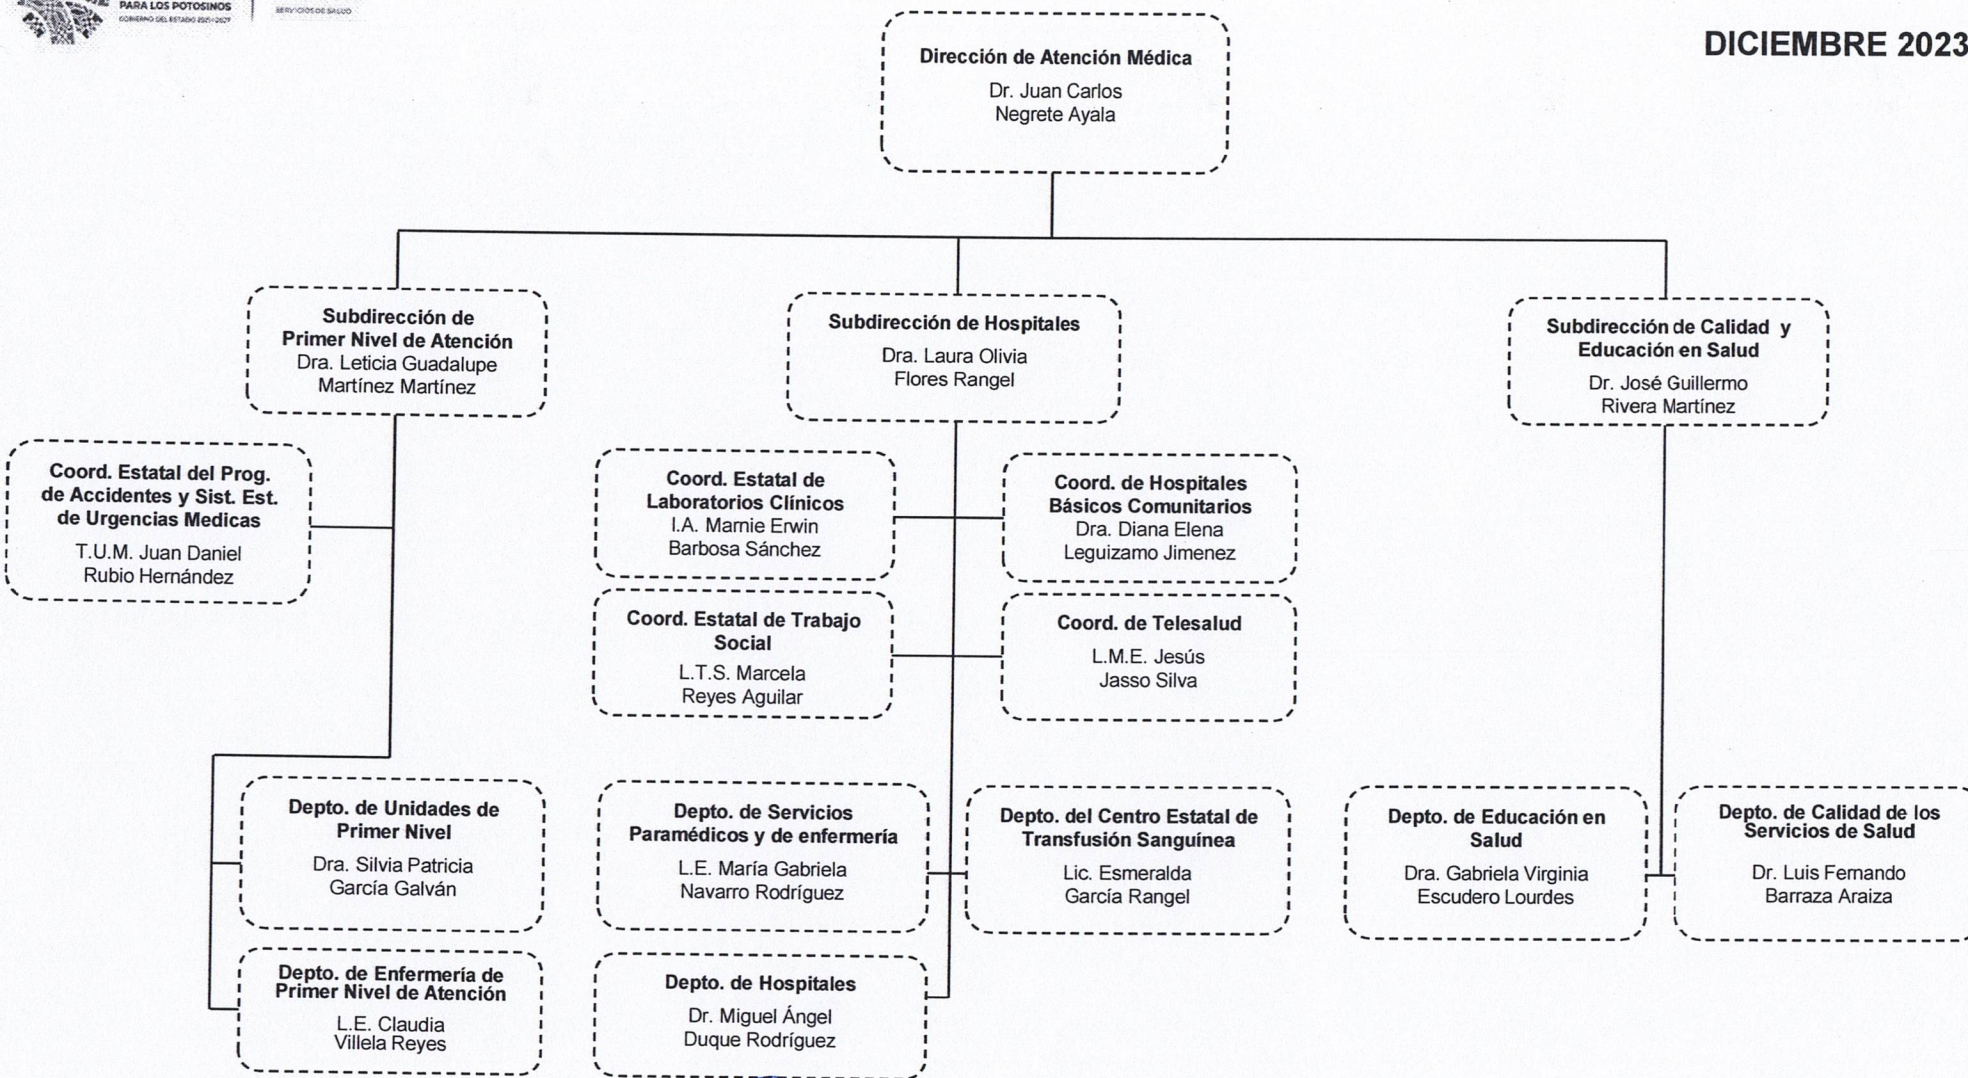 PARA LOS POTOSINOS
GOBIERNO DEL ESTADO 2021-2027
SERVICIOS DE SALUD
DICIEMBRE 2023
Dirección de Atención Médica
Dr. Juan Carlos
Negrete Ayala
Subdirección de
Primer Nivel de Atención
Dra. Leticia Guadalupe
Martínez Martínez
Subdirección de Hospitales
Dra. Laura Olivia
Flores Rangel
Subdirección de Calidad y
Educación en Salud
Dr. José Guillermo
Rivera Martínez
Coord. Estatal del Prog.
de Accidentes y Sist. Est.
de Urgencias Medicas
T.U.M. Juan Daniel
Rubio Hernández
Coord. Estatal de
Laboratorios Clínicos
I.A. Marnie Erwin
Barbosa Sánchez
Coord. de Hospitales
Básicos Comunitarios
Dra. Diana Elena
Leguizamo Jimenez
Coord. Estatal de Trabajo
Social
L.T.S. Marcela
Reyes Aguilar
Coord. de Telesalud
L.M.E. Jesús
Jasso Silva
Depto. de Unidades de
Primer Nivel
Dra. Silvia Patricia
García Galván
Depto. de Servicios
Paramédicos y de enfermería
L.E. María Gabriela
Navarro Rodríguez
Depto. del Centro Estatal de
Transfusión Sanguínea
Lic. Esmeralda
García Rangel
Depto. de Educación en
Salud
Dra. Gabriela Virginia
Escudero Lourdes
Depto. de Calidad de los
Servicios de Salud
Dr. Luis Fernando
Barraza Araiza
Depto. de Enfermería de
Primer Nivel de Atención
L.E. Claudia
Villela Reyes
Depto. de Hospitales
Dr. Miguel Ángel
Duque Rodríguez